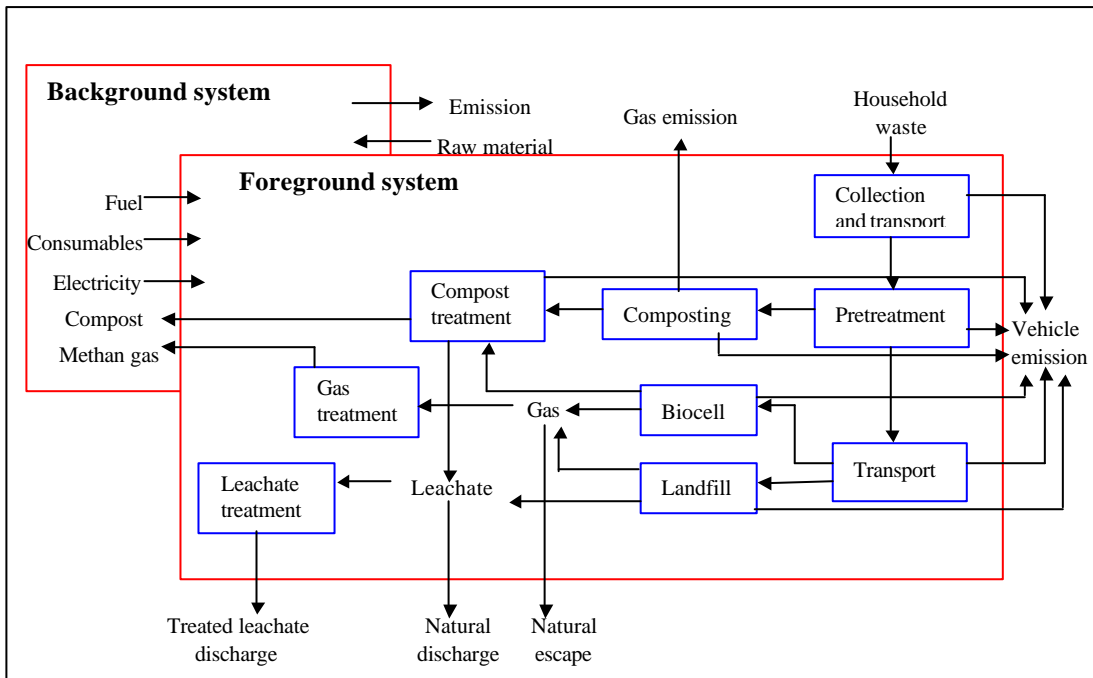 Background system
Emission
Raw material
Gas emission
Household
waste
Foreground system
Collection
and transport
Fuel
Consumables
Electricity
Compost
Methan gas
Compost
treatment
Composting
Pretreatment
Vehicle
emission
Gas
treatment
Gas
Biocell
Leachate
treatment
Leachate
Landfill
Transport
Treated leachate
discharge
Natural
discharge
Natural
escape